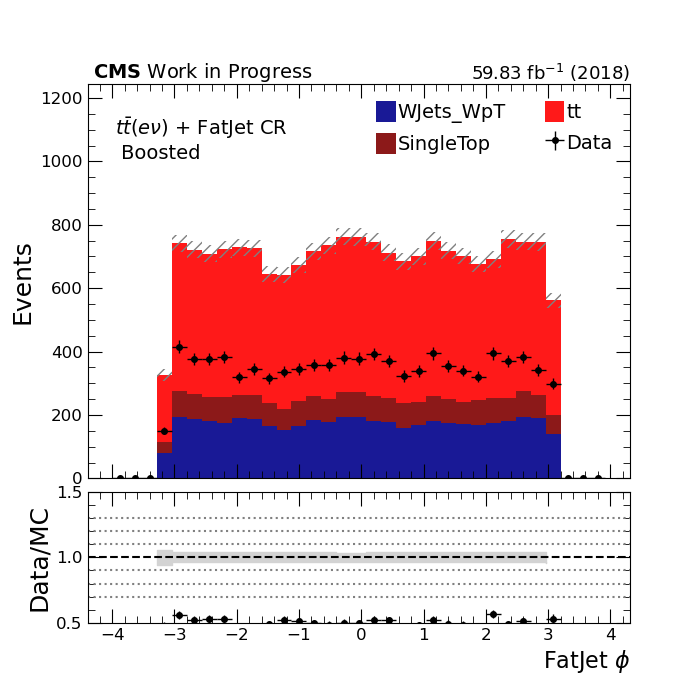 CMS Work in Progress 59.83 fb⁻¹ (2018)
tt̄(eν) + FatJet CR
Boosted
WJets_WpT tt
SingleTop Data
Events
1200
1000
800
600
400
200
0
Data/MC
1.5
1.0
0.5
−4 −3 −2 −1 0 1 2 3 4
FatJet ϕ